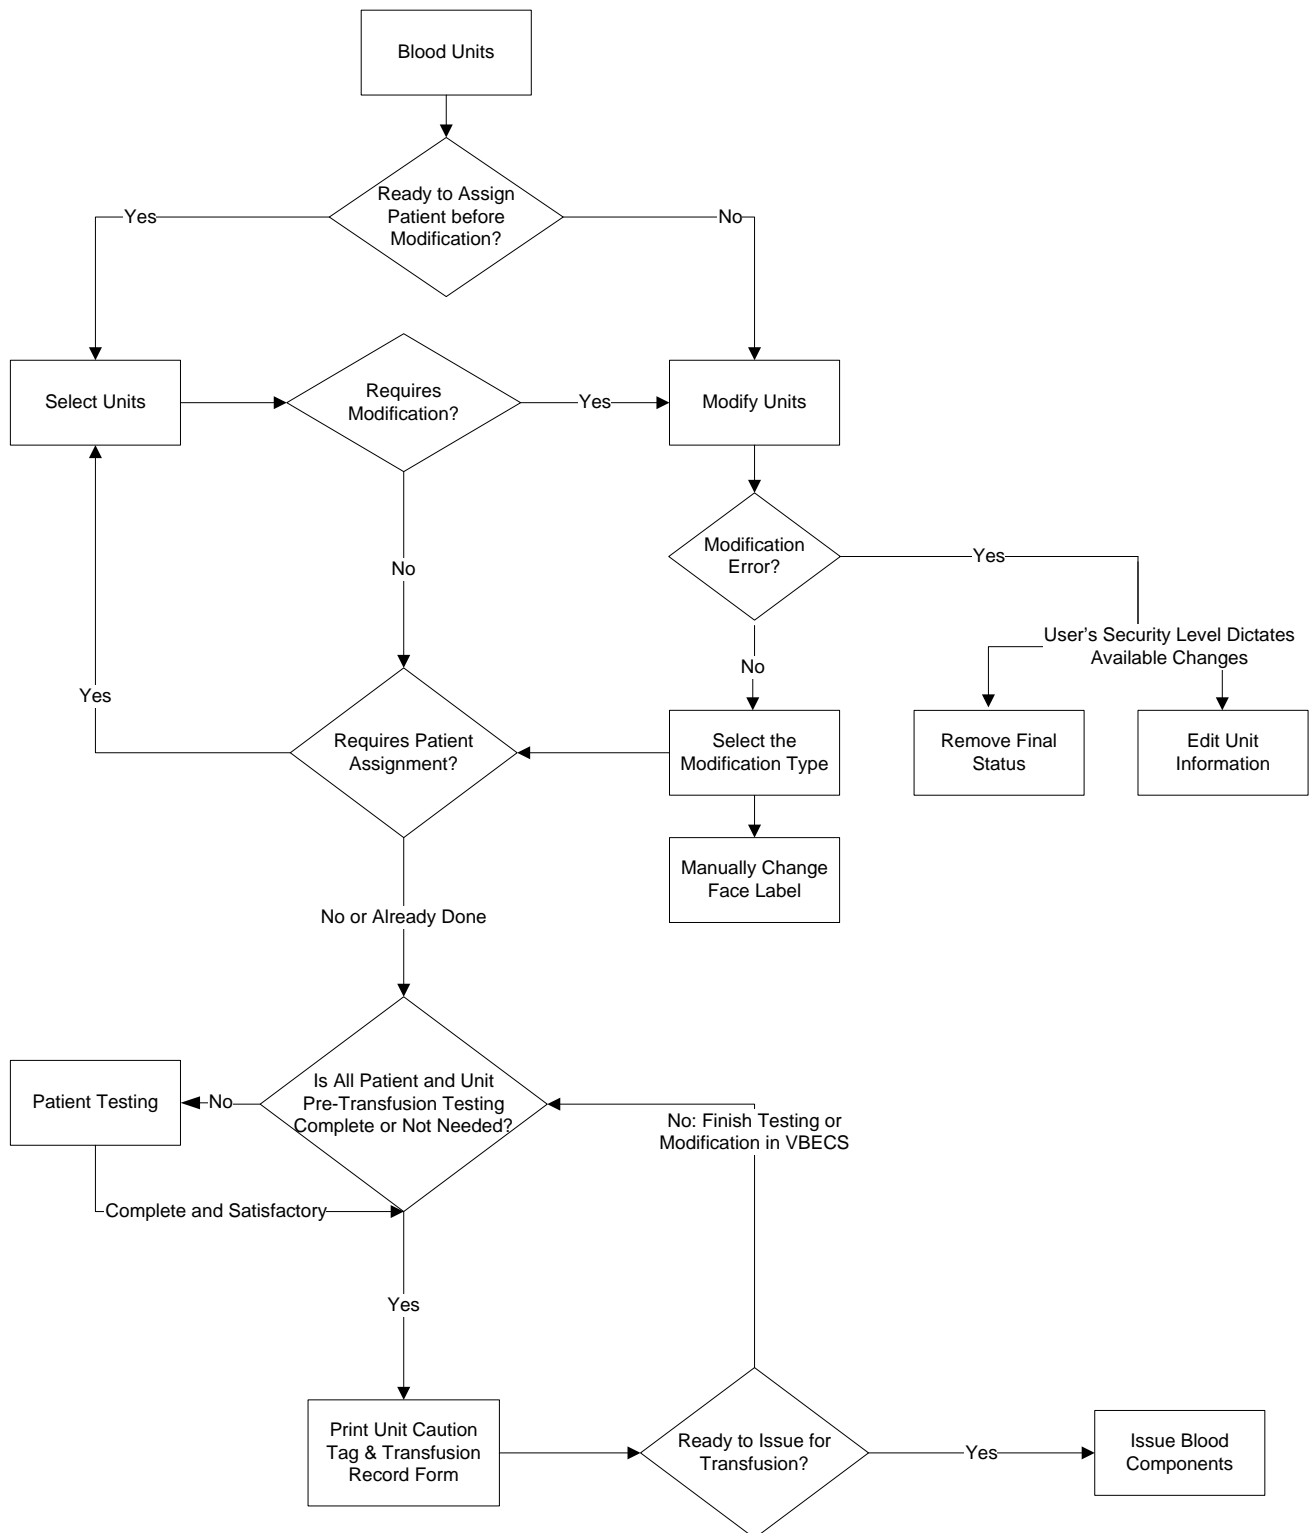 Blood Units
Ready to Assign
Patient before
Modification?
Yes
No
Select Units
Requires
Modification?
Yes
Modify Units
Modification
Error?
Yes
No
No
User's Security Level Dictates
Available Changes
Yes
Requires Patient
Assignment?
Select the
Modification Type
Remove Final
Status
Edit Unit
Information
Manually Change
Face Label
No or Already Done
Patient Testing
No
Is All Patient and Unit
Pre-Transfusion Testing
Complete or Not Needed?
No: Finish Testing or
Modification in VBECS
Complete and Satisfactory
Yes
Print Unit Caution
Tag & Transfusion
Record Form
Ready to Issue for
Transfusion?
Yes
Issue Blood
Components